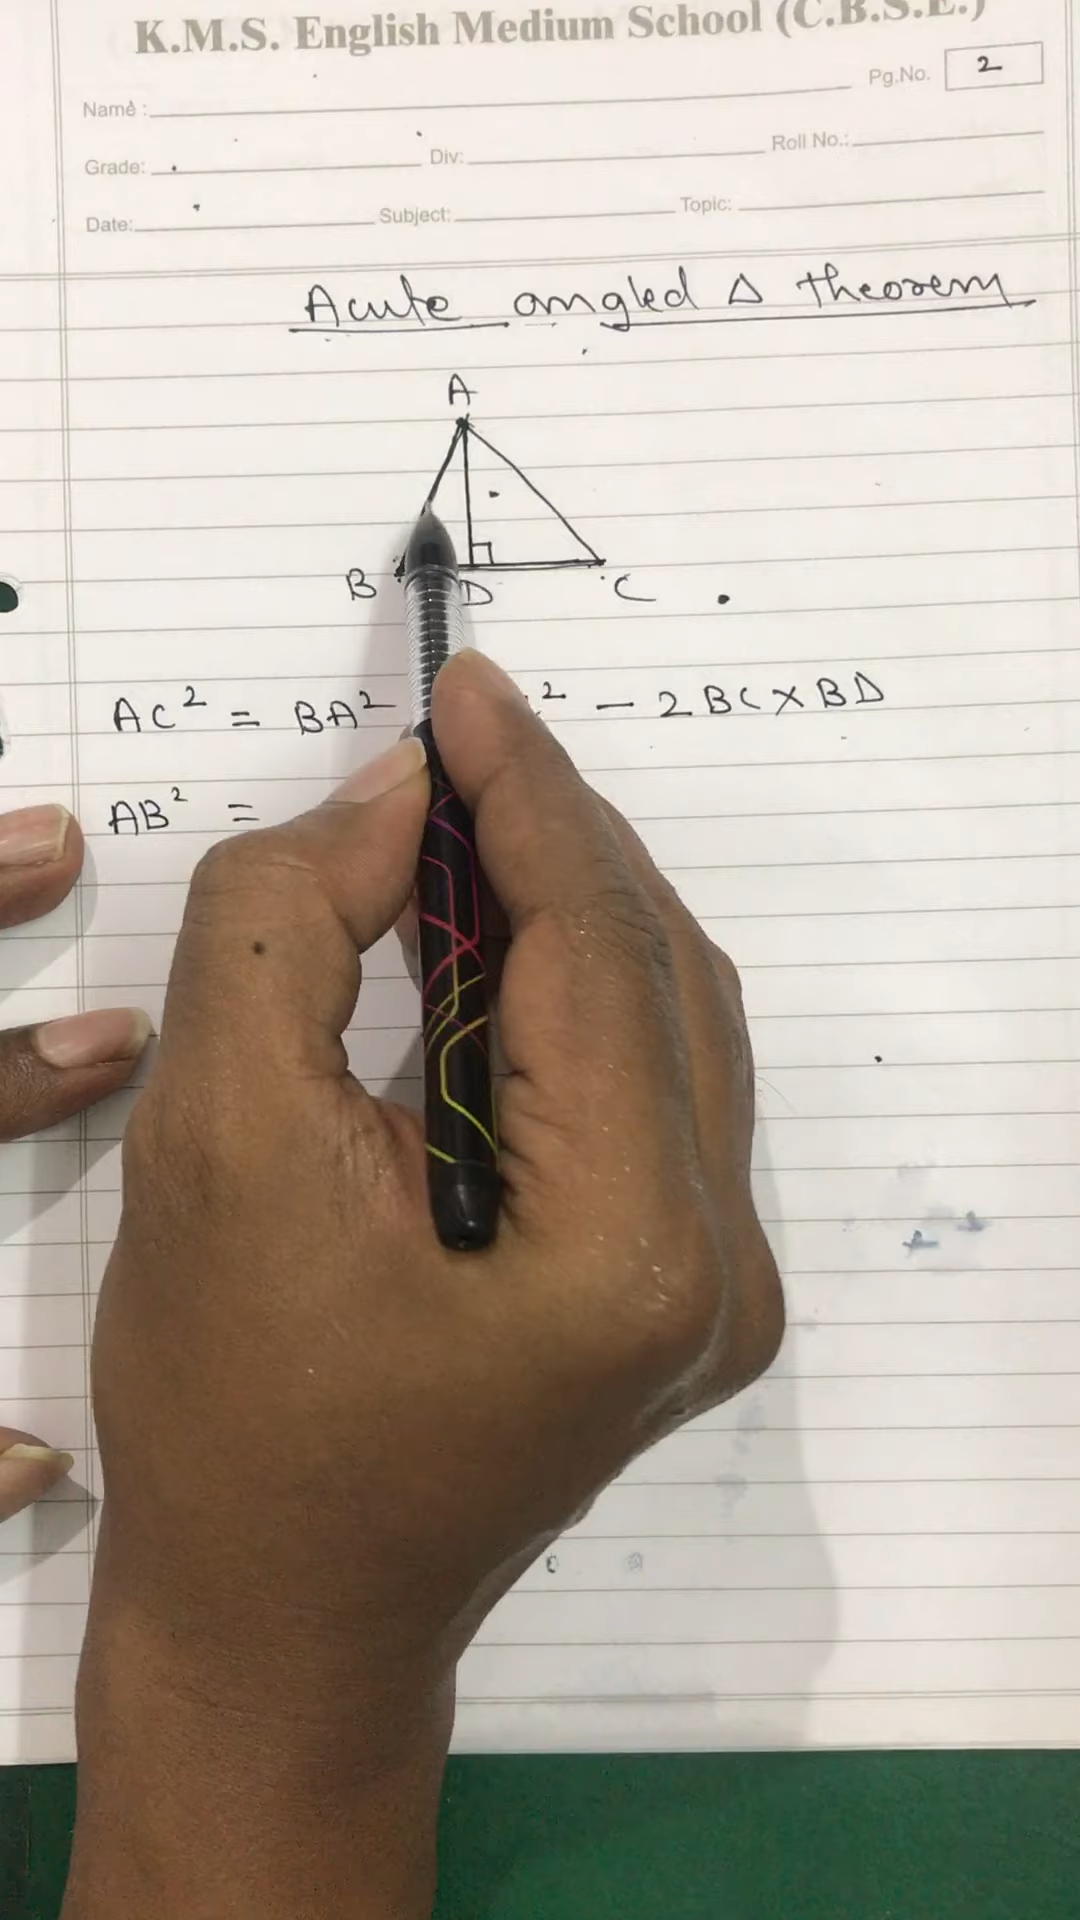 K.M.S. English Medium School (C.B.S.E.)
Pg.No. 2
Name :
Grade: Div: Roll No.:
Date: Subject: Topic:
Acute angled Δ theorem
A
B D C
AC² = BA² ² - 2BC×BD
AB² =